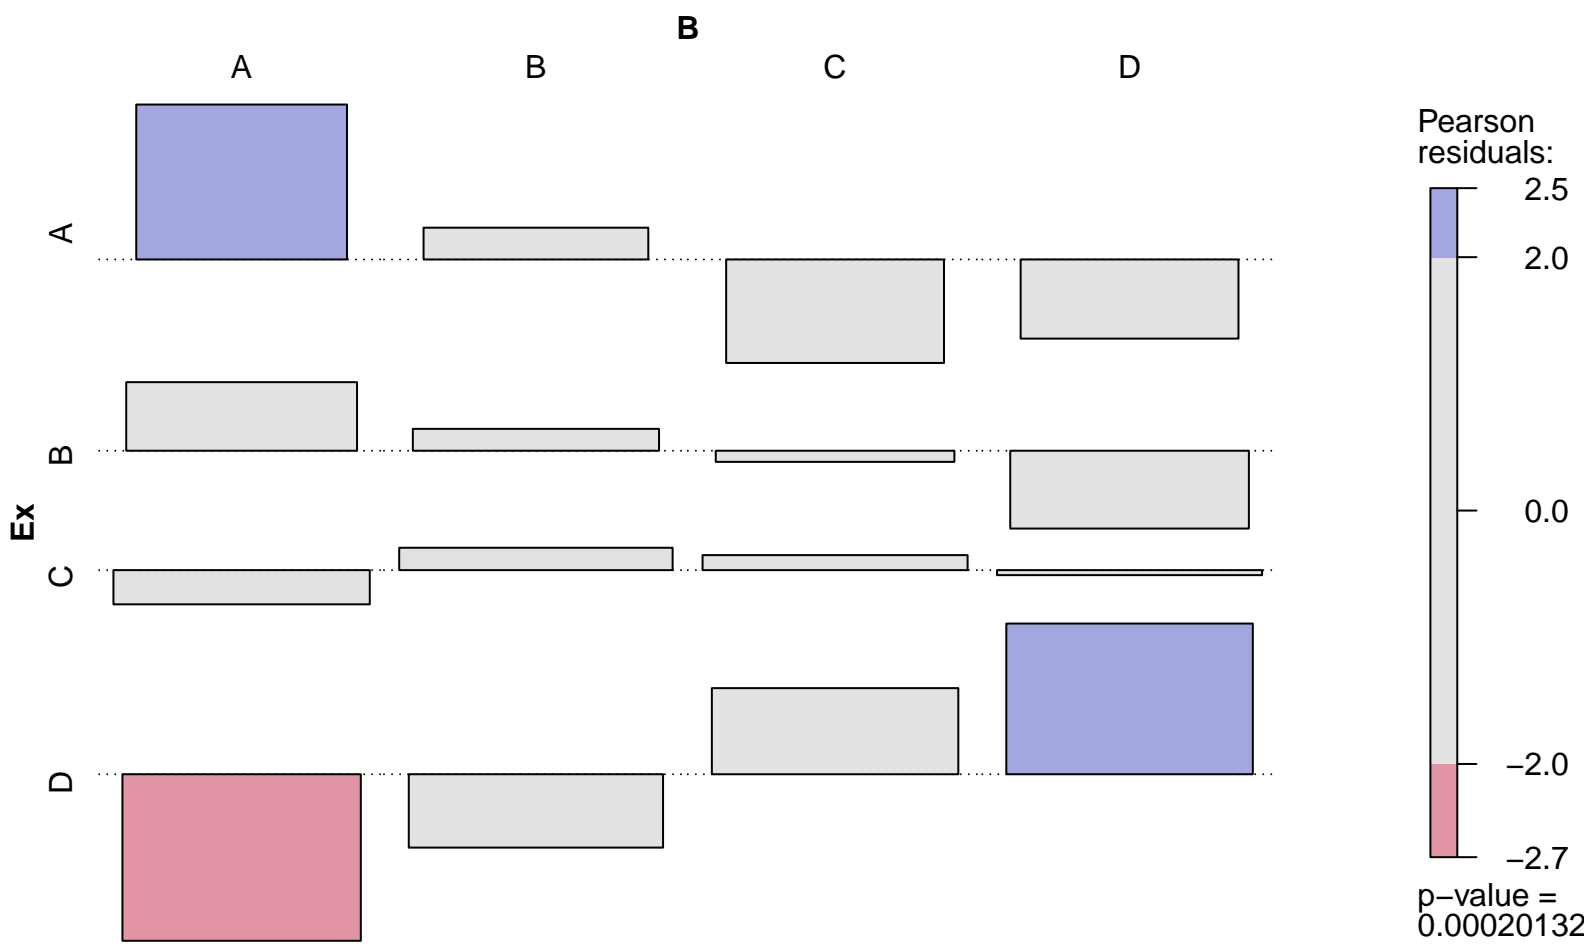 B
A B C D
A
B
Ex
C
D
Pearson
residuals:
2.5
2.0
0.0
−2.0
−2.7
p−value =
0.00020132